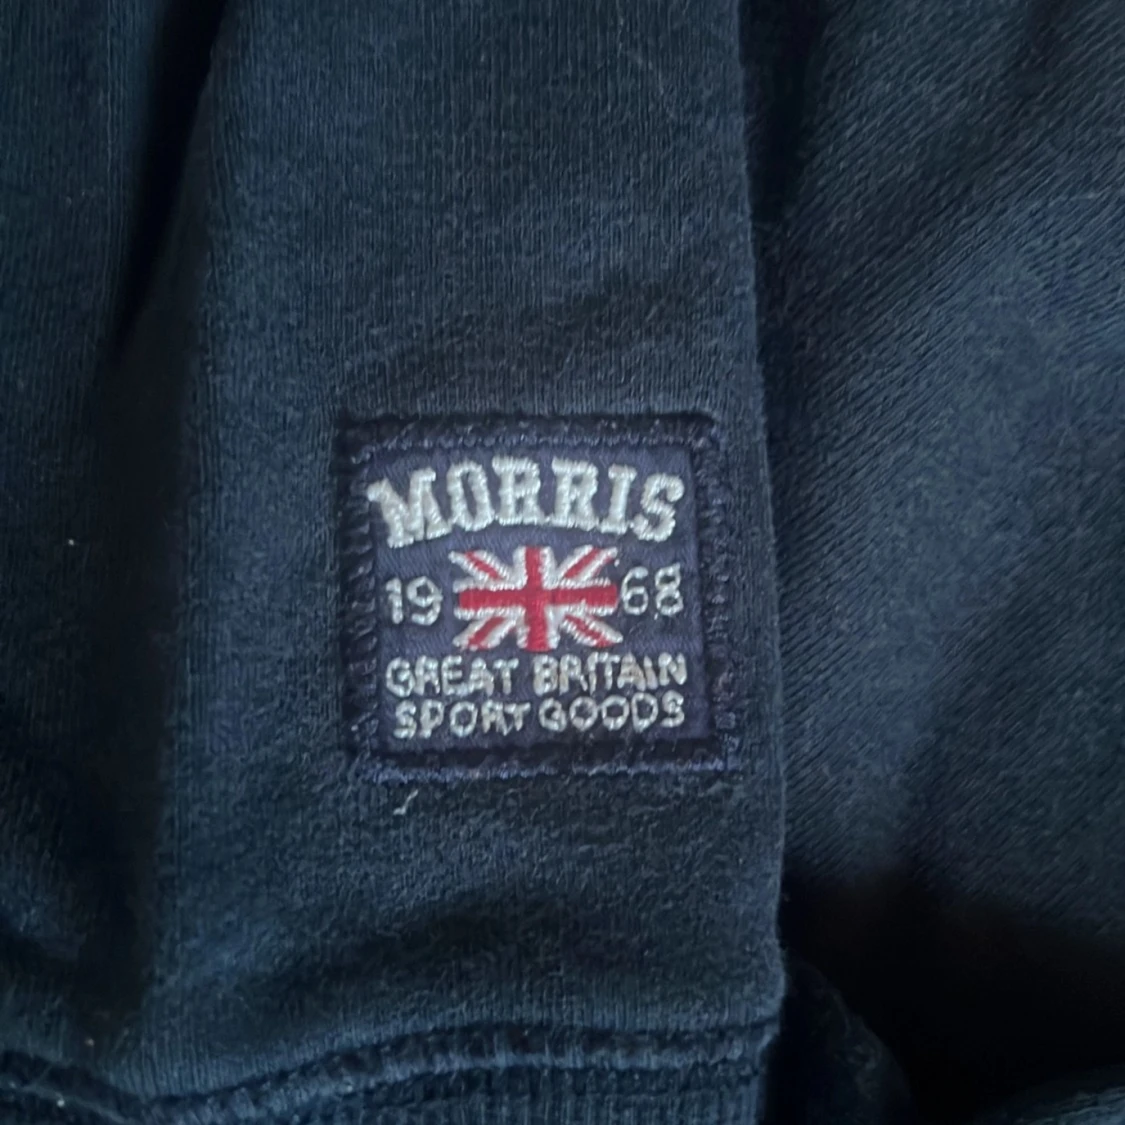 MORRIS
19 68
GREAT BRITAIN
SPORT GOODS